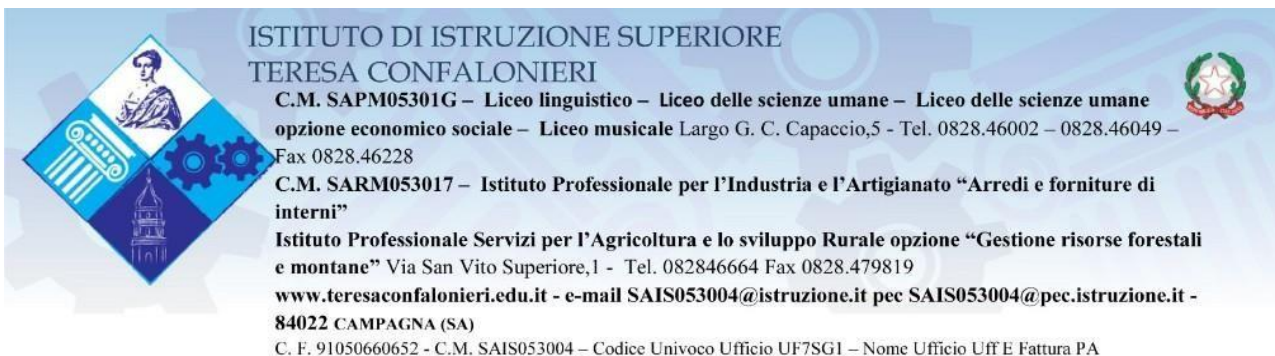 ISTITUTO DI ISTRUZIONE SUPERIORE
TERESA CONFALONIERI
C.M. SAPM05301G – Liceo linguistico – Liceo delle scienze umane – Liceo delle scienze umane
opzione economico sociale – Liceo musicale Largo G. C. Capaccio,5 - Tel. 0828.46002 – 0828.46049 –
Fax 0828.46228
C.M. SARM053017 – Istituto Professionale per l’Industria e l’Artigianato “Arredi e forniture di
interni”
Istituto Professionale Servizi per l’Agricoltura e lo sviluppo Rurale opzione “Gestione risorse forestali
e montane” Via San Vito Superiore,1 - Tel. 082846664 Fax 0828.479819
www.teresaconfalonieri.edu.it - e-mail SAIS053004@istruzione.it pec SAIS053004@pec.istruzione.it -
84022 CAMPAGNA (SA)
C. F. 91050660652 - C.M. SAIS053004 – Codice Univoco Ufficio UF7SG1 – Nome Ufficio Uff E Fattura PA